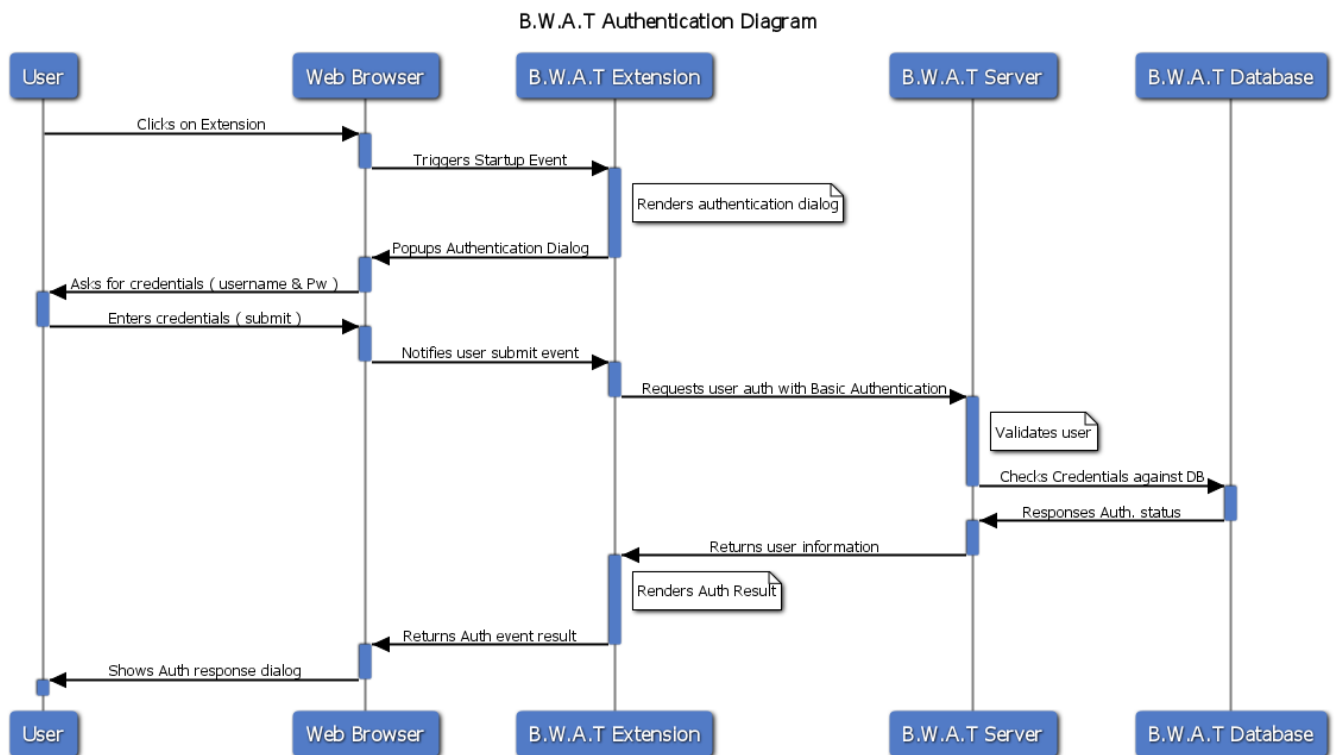 B.W.A.T Authentication Diagram
User
Web Browser
B.W.A.T Extension
B.W.A.T Server
B.W.A.T Database
Clicks on Extension
Triggers Startup Event
Renders authentication dialog
Popups Authentication Dialog
Asks for credentials ( username & Pw )
Enters credentials ( submit )
Notifies user submit event
Requests user auth with Basic Authentication
Validates user
Checks Credentials against DB
Responses Auth. status
Returns user information
Renders Auth Result
Returns Auth event result
Shows Auth response dialog
User
Web Browser
B.W.A.T Extension
B.W.A.T Server
B.W.A.T Database